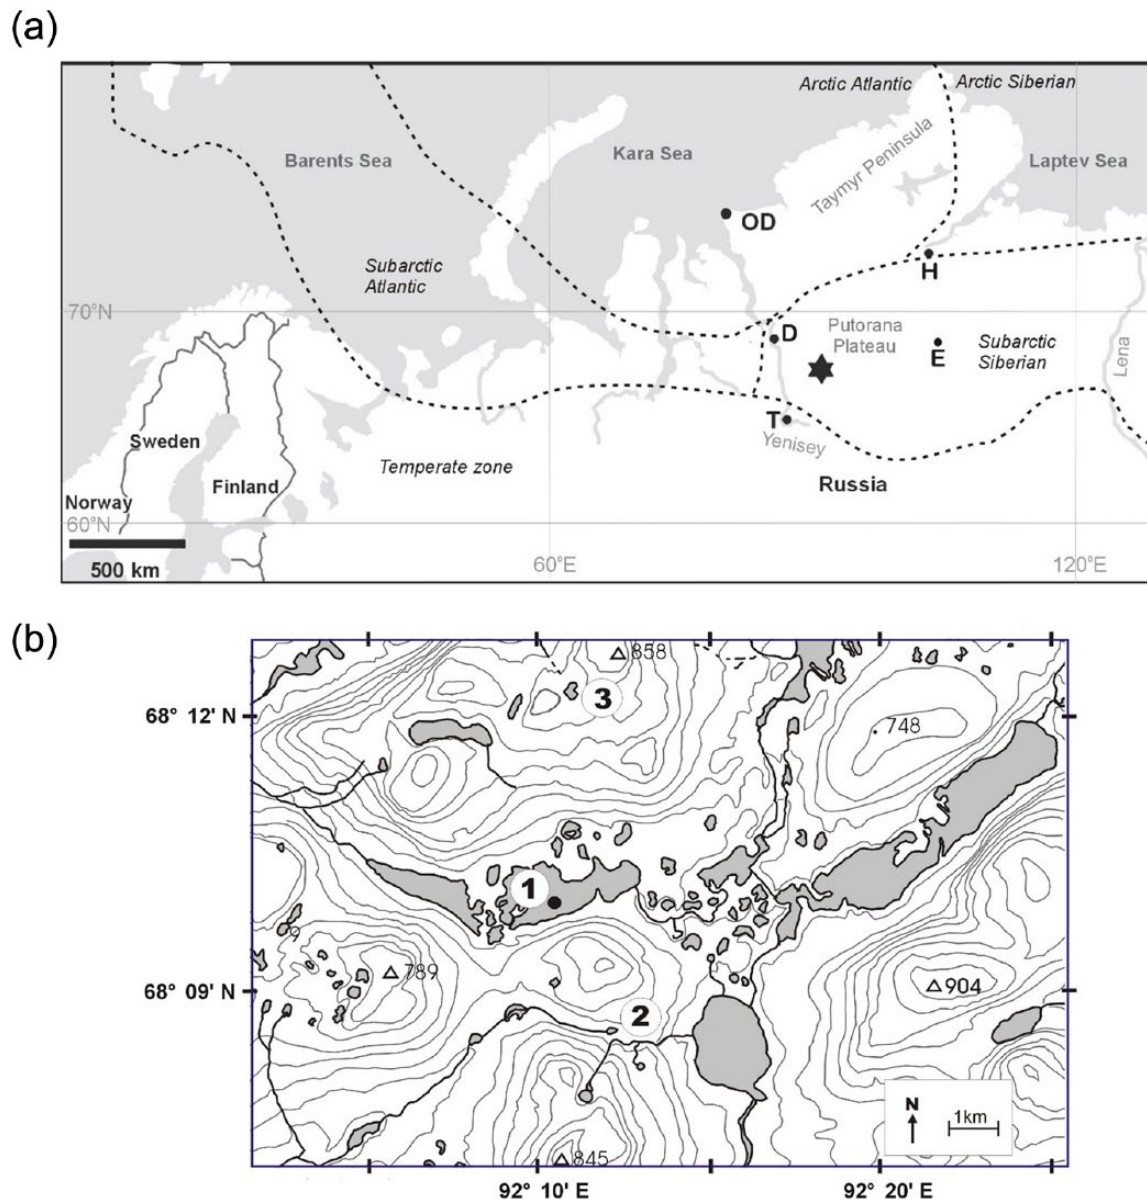 (a)
Arctic Atlantic
Arctic Siberian
Barents Sea
Kara Sea
Taymyr Peninsula
Laptev Sea
OD
Subarctic
Atlantic
H
70°N
D
Putorana
Plateau
E
Subarctic
Siberian
Lena
T
Yenisey
Sweden
Temperate zone
Finland
Russia
Norway
60°N
500 km
60°E
120°E
(b)
858
3
68° 12' N
748
1
789
68° 09' N
904
2
N
1km
845
92° 10' E
92° 20' E